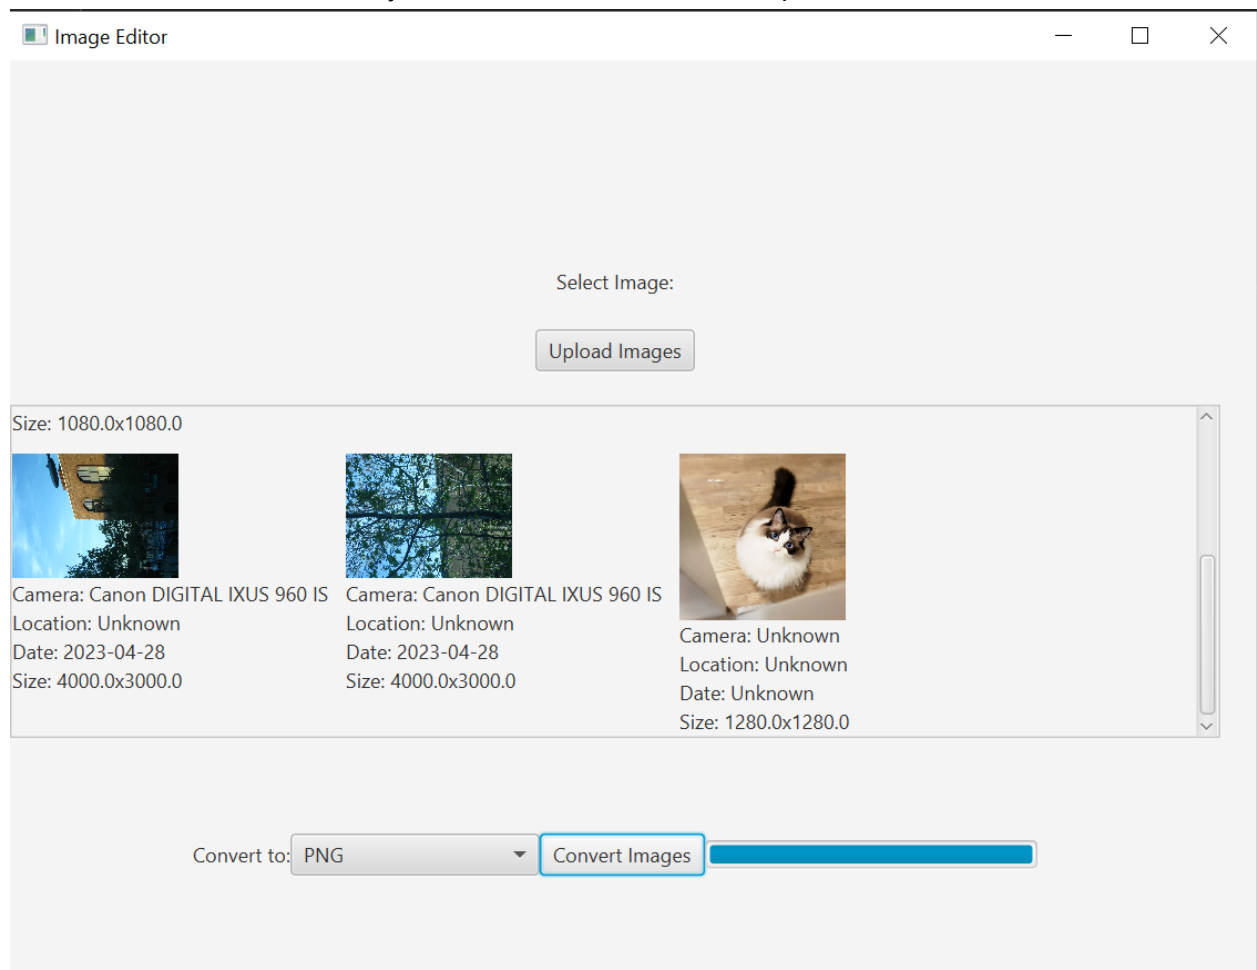 Image Editor
Select Image:
Upload Images
Size: 1080.0x1080.0
Camera: Canon DIGITAL IXUS 960 IS
Location: Unknown
Date: 2023-04-28
Size: 4000.0x3000.0
Camera: Canon DIGITAL IXUS 960 IS
Location: Unknown
Date: 2023-04-28
Size: 4000.0x3000.0
Camera: Unknown
Location: Unknown
Date: Unknown
Size: 1280.0x1280.0
Convert to: PNG Convert Images